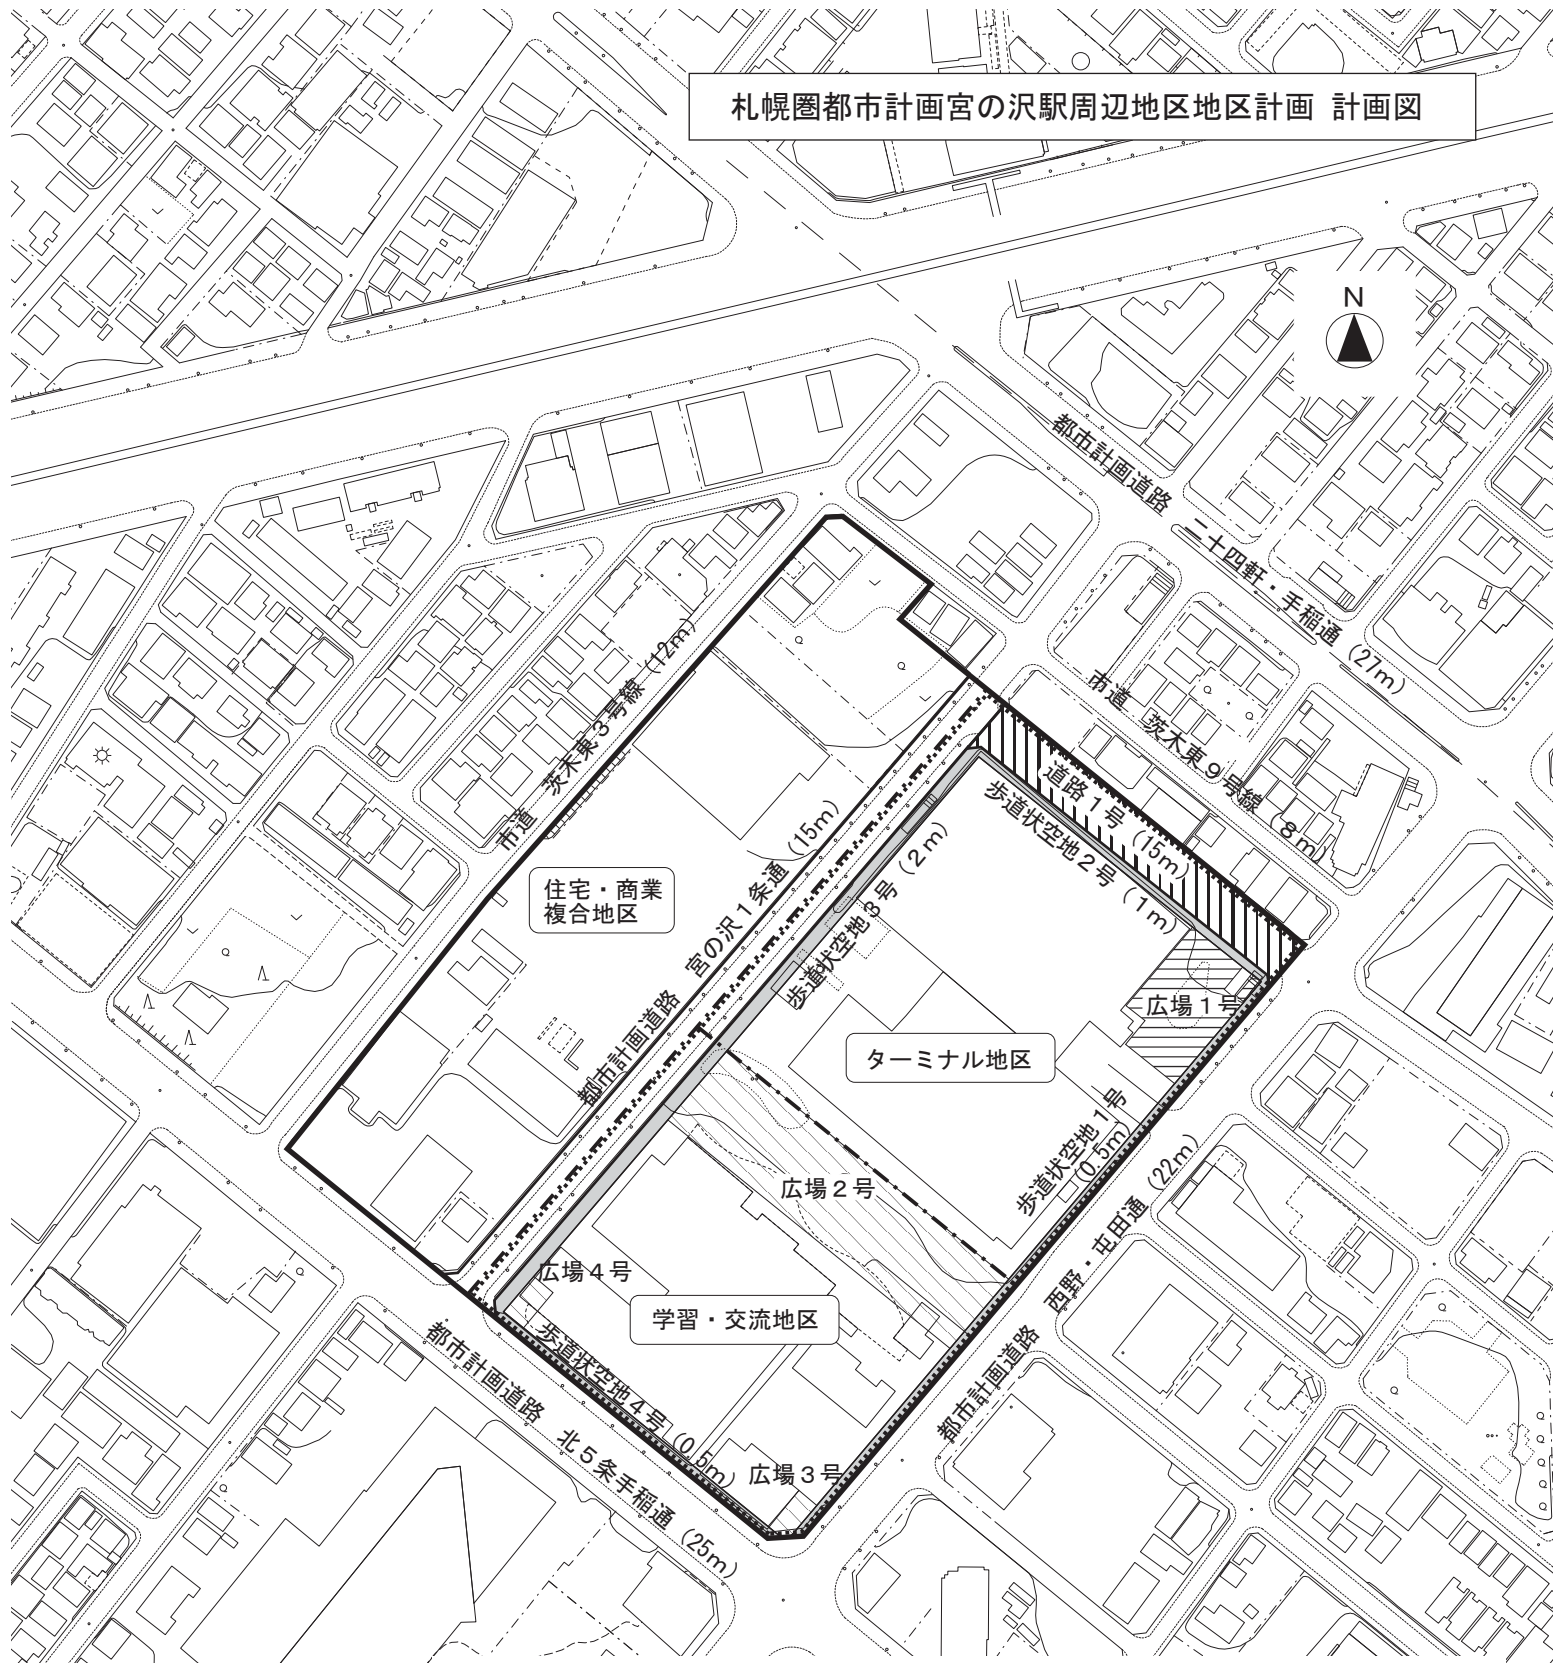 札幌圏都市計画宮の沢駅周辺地区地区計画 計画図
N
都市計画道路 二十四軒・手稲通（27m）
市道 茨木東９号線（８m）
市道 茨木東３号線（12m）
道路１号（15m）
歩道状空地２号（１m）
歩道状空地３号（２m）
都市計画道路 宮の沢１条通（15m）
住宅・商業
複合地区
広場１号
ターミナル地区
歩道状空地１号
（0.5m）
広場２号
都市計画道路 西野・屯田通（22m）
広場４号
学習・交流地区
歩道状空地４号（0.5m）
広場３号
都市計画道路 北５条手稲通（25m）